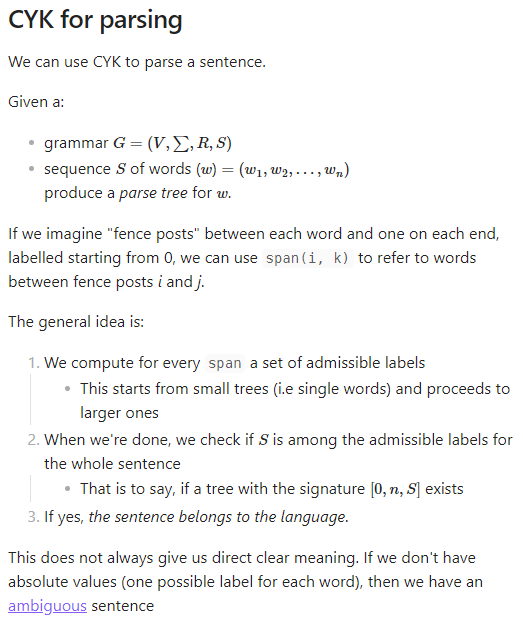 CYK for parsing
We can use CYK to parse a sentence.
Given a:
• grammar G = (V, ∑, R, S)
• sequence S of words (w) = (w₁, w₂, . . . , wₙ)
produce a parse tree for w.
If we imagine "fence posts" between each word and one on each end,
labelled starting from 0, we can use span(i, k) to refer to words
between fence posts i and j.
The general idea is:
1. We compute for every span a set of admissible labels
• This starts from small trees (i.e single words) and proceeds to
larger ones
2. When we're done, we check if S is among the admissible labels for
the whole sentence
• That is to say, if a tree with the signature [0, n, S] exists
3. If yes, the sentence belongs to the language.
This does not always give us direct clear meaning. If we don't have
absolute values (one possible label for each word), then we have an
ambiguous sentence